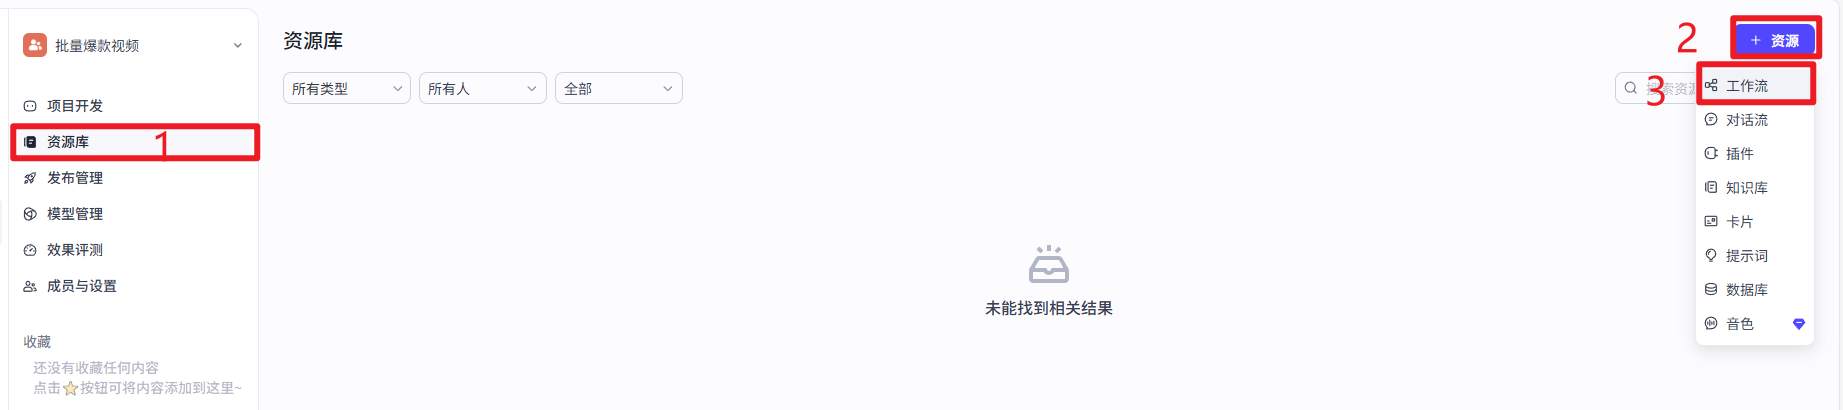 批量爆款视频
项目开发
资源库
1
发布管理
模型管理
效果评测
成员与设置
收藏
还没有收藏任何内容
点击⭐按钮可将内容添加到这里~
资源库
2
+ 资源
所有类型
所有人
全部
搜索资源
3
工作流
对话流
插件
知识库
卡片
提示词
数据库
音色
未能找到相关结果